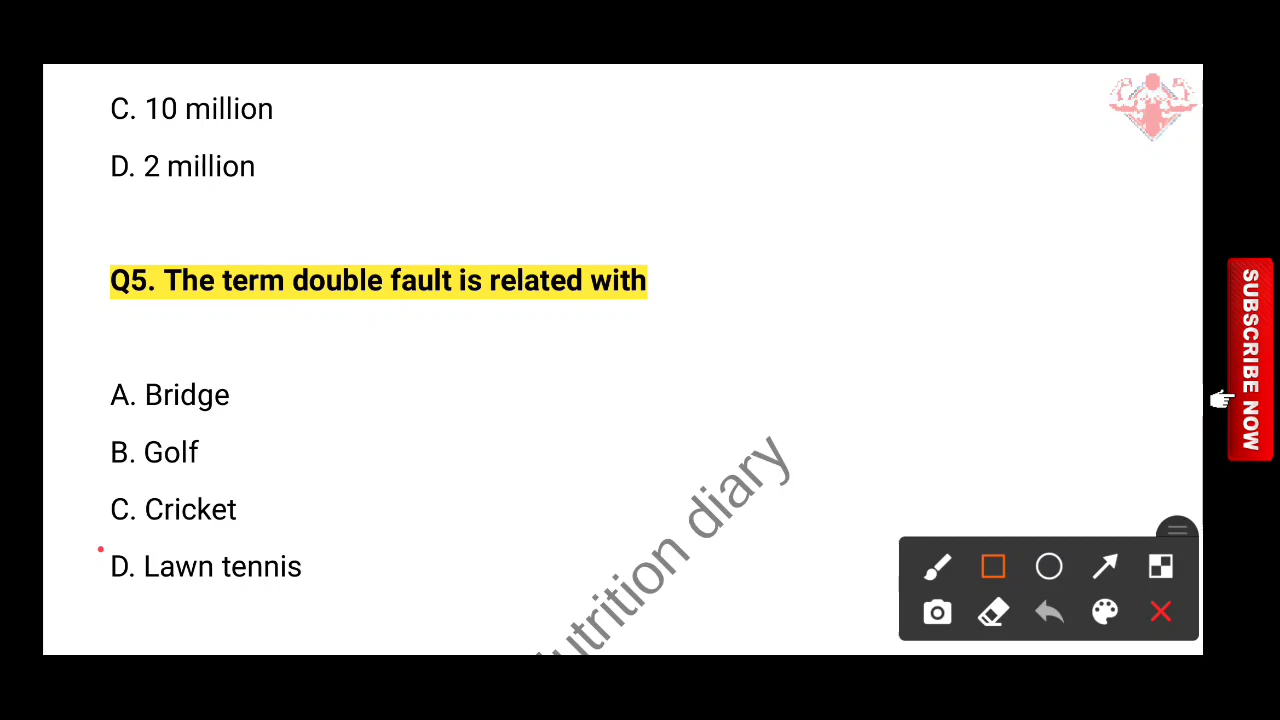 C. 10 million
D. 2 million
Q5. The term double fault is related with
A. Bridge
B. Golf
C. Cricket
D. Lawn tennis
diary
SUBSCRIBE NOW